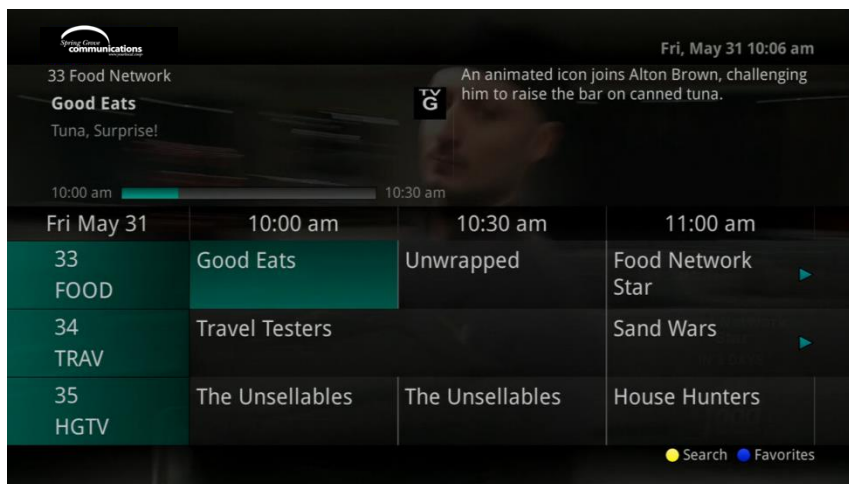 Spring Grove
communications
Fri, May 31 10:06 am
33 Food Network
Good Eats
Tuna, Surprise!
TV
G
An animated icon joins Alton Brown, challenging
him to raise the bar on canned tuna.
10:00 am
10:30 am
Fri May 31 10:00 am 10:30 am 11:00 am
33
FOOD
Good Eats
Unwrapped
Food Network
Star
34
TRAV
Travel Testers
Sand Wars
35
HGTV
The Unsellables
The Unsellables
House Hunters
Search Favorites